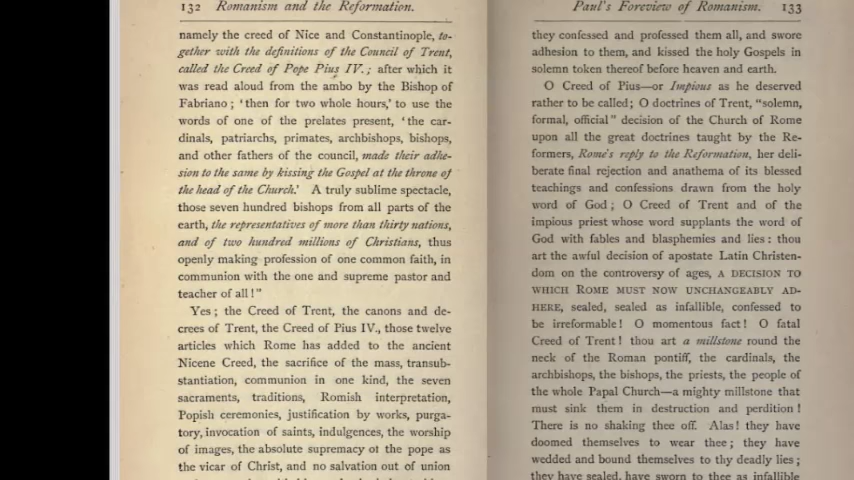 132 Romanism and the Reformation.
namely the creed of Nice and Constantinople, to-
gether with the definitions of the Council of Trent,
called the Creed of Pope Pius IV.; after which it
was read aloud from the ambo by the Bishop of
Fabriano; 'then for two whole hours,' to use the
words of one of the prelates present, 'the car-
dinals, patriarchs, primates, archbishops, bishops,
and other fathers of the council, made their adhe-
sion to the same by kissing the Gospel at the throne of
the head of the Church.' A truly sublime spectacle,
those seven hundred bishops from all parts of the
earth, the representatives of more than thirty nations,
and of two hundred millions of Christians, thus
openly making profession of one common faith, in
communion with the one and supreme pastor and
teacher of all!"
Yes; the Creed of Trent, the canons and de-
crees of Trent, the Creed of Pius IV., those twelve
articles which Rome has added to the ancient
Nicene Creed, the sacrifice of the mass, transub-
stantiation, communion in one kind, the seven
sacraments, traditions, Romish interpretation,
Popish ceremonies, justification by works, purga-
tory, invocation of saints, indulgences, the worship
of images, the absolute supremacy of the pope as
the vicar of Christ, and no salvation out of union
Paul's Foreview of Romanism. 133
they confessed and professed them all, and swore
adhesion to them, and kissed the holy Gospels in
solemn token thereof before heaven and earth.
O Creed of Pius—or Impious as he deserved
rather to be called; O doctrines of Trent, "solemn,
formal, official" decision of the Church of Rome
upon all the great doctrines taught by the Re-
formers, Rome's reply to the Reformation, her deli-
berate final rejection and anathema of its blessed
teachings and confessions drawn from the holy
word of God; O Creed of Trent and of the
impious priest whose word supplants the word of
God with fables and blasphemies and lies: thou
art the awful decision of apostate Latin Christen-
dom on the controversy of ages, A DECISION TO
WHICH ROME MUST NOW UNCHANGEABLY AD-
HERE, sealed, sealed as infallible, confessed to
be irreformable! O momentous fact! O fatal
Creed of Trent! thou art a millstone round the
neck of the Roman pontiff, the cardinals, the
archbishops, the bishops, the priests, the people of
the whole Papal Church—a mighty millstone that
must sink them in destruction and perdition!
There is no shaking thee off. Alas! they have
doomed themselves to wear thee; they have
wedded and bound themselves to thy deadly lies;
they have sealed, have sworn to thee as infallible